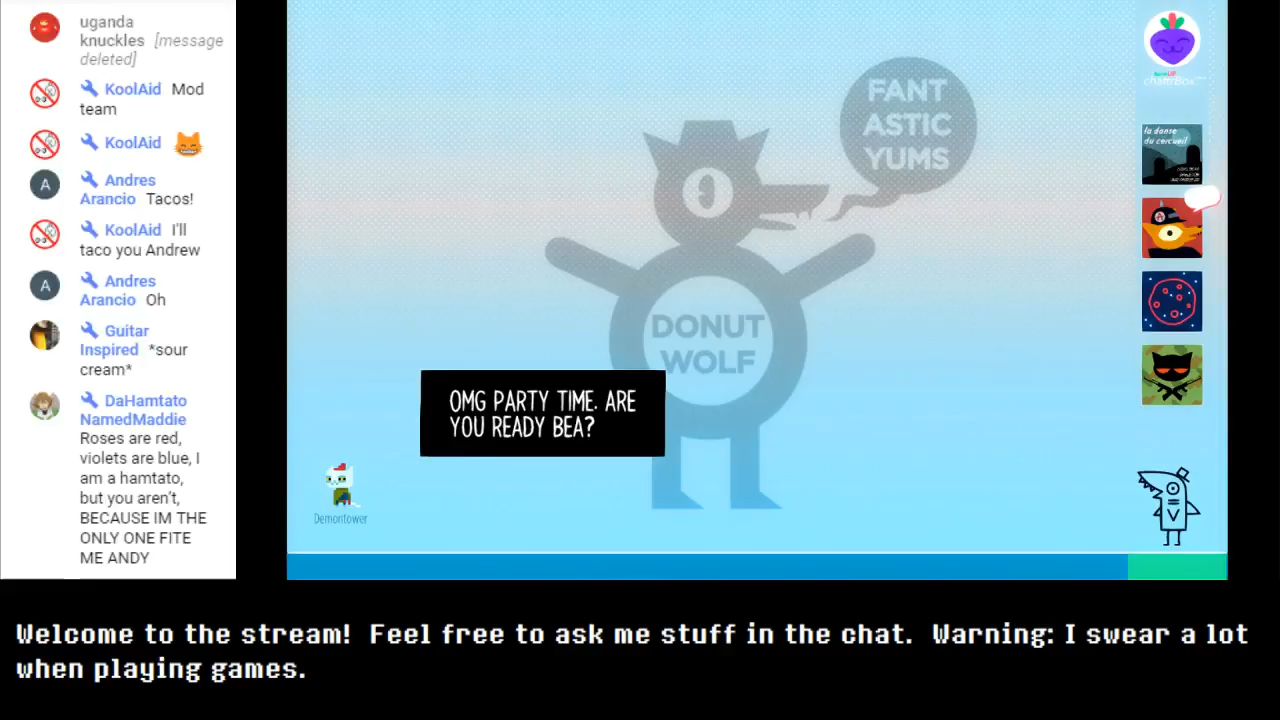 uganda
knuckles [message
deleted]
KoolAid Mod
team
KoolAid
Andres
Arancio Tacos!
KoolAid I'll
taco you Andrew
Andres
Arancio Oh
Guitar
Inspired *sour
cream*
DaHamtato
NamedMaddie
Roses are red,
violets are blue, I
am a hamtato,
but you aren't,
BECAUSE IM THE
ONLY ONE FITE
ME ANDY
A
A
FANT
ASTIC
YUMS
DONUT
WOLF
OMG PARTY TIME. ARE
YOU READY BEA?
Demontower
la danse
du cercueil
Welcome to the stream! Feel free to ask me stuff in the chat. Warning: I swear a lot
when playing games.